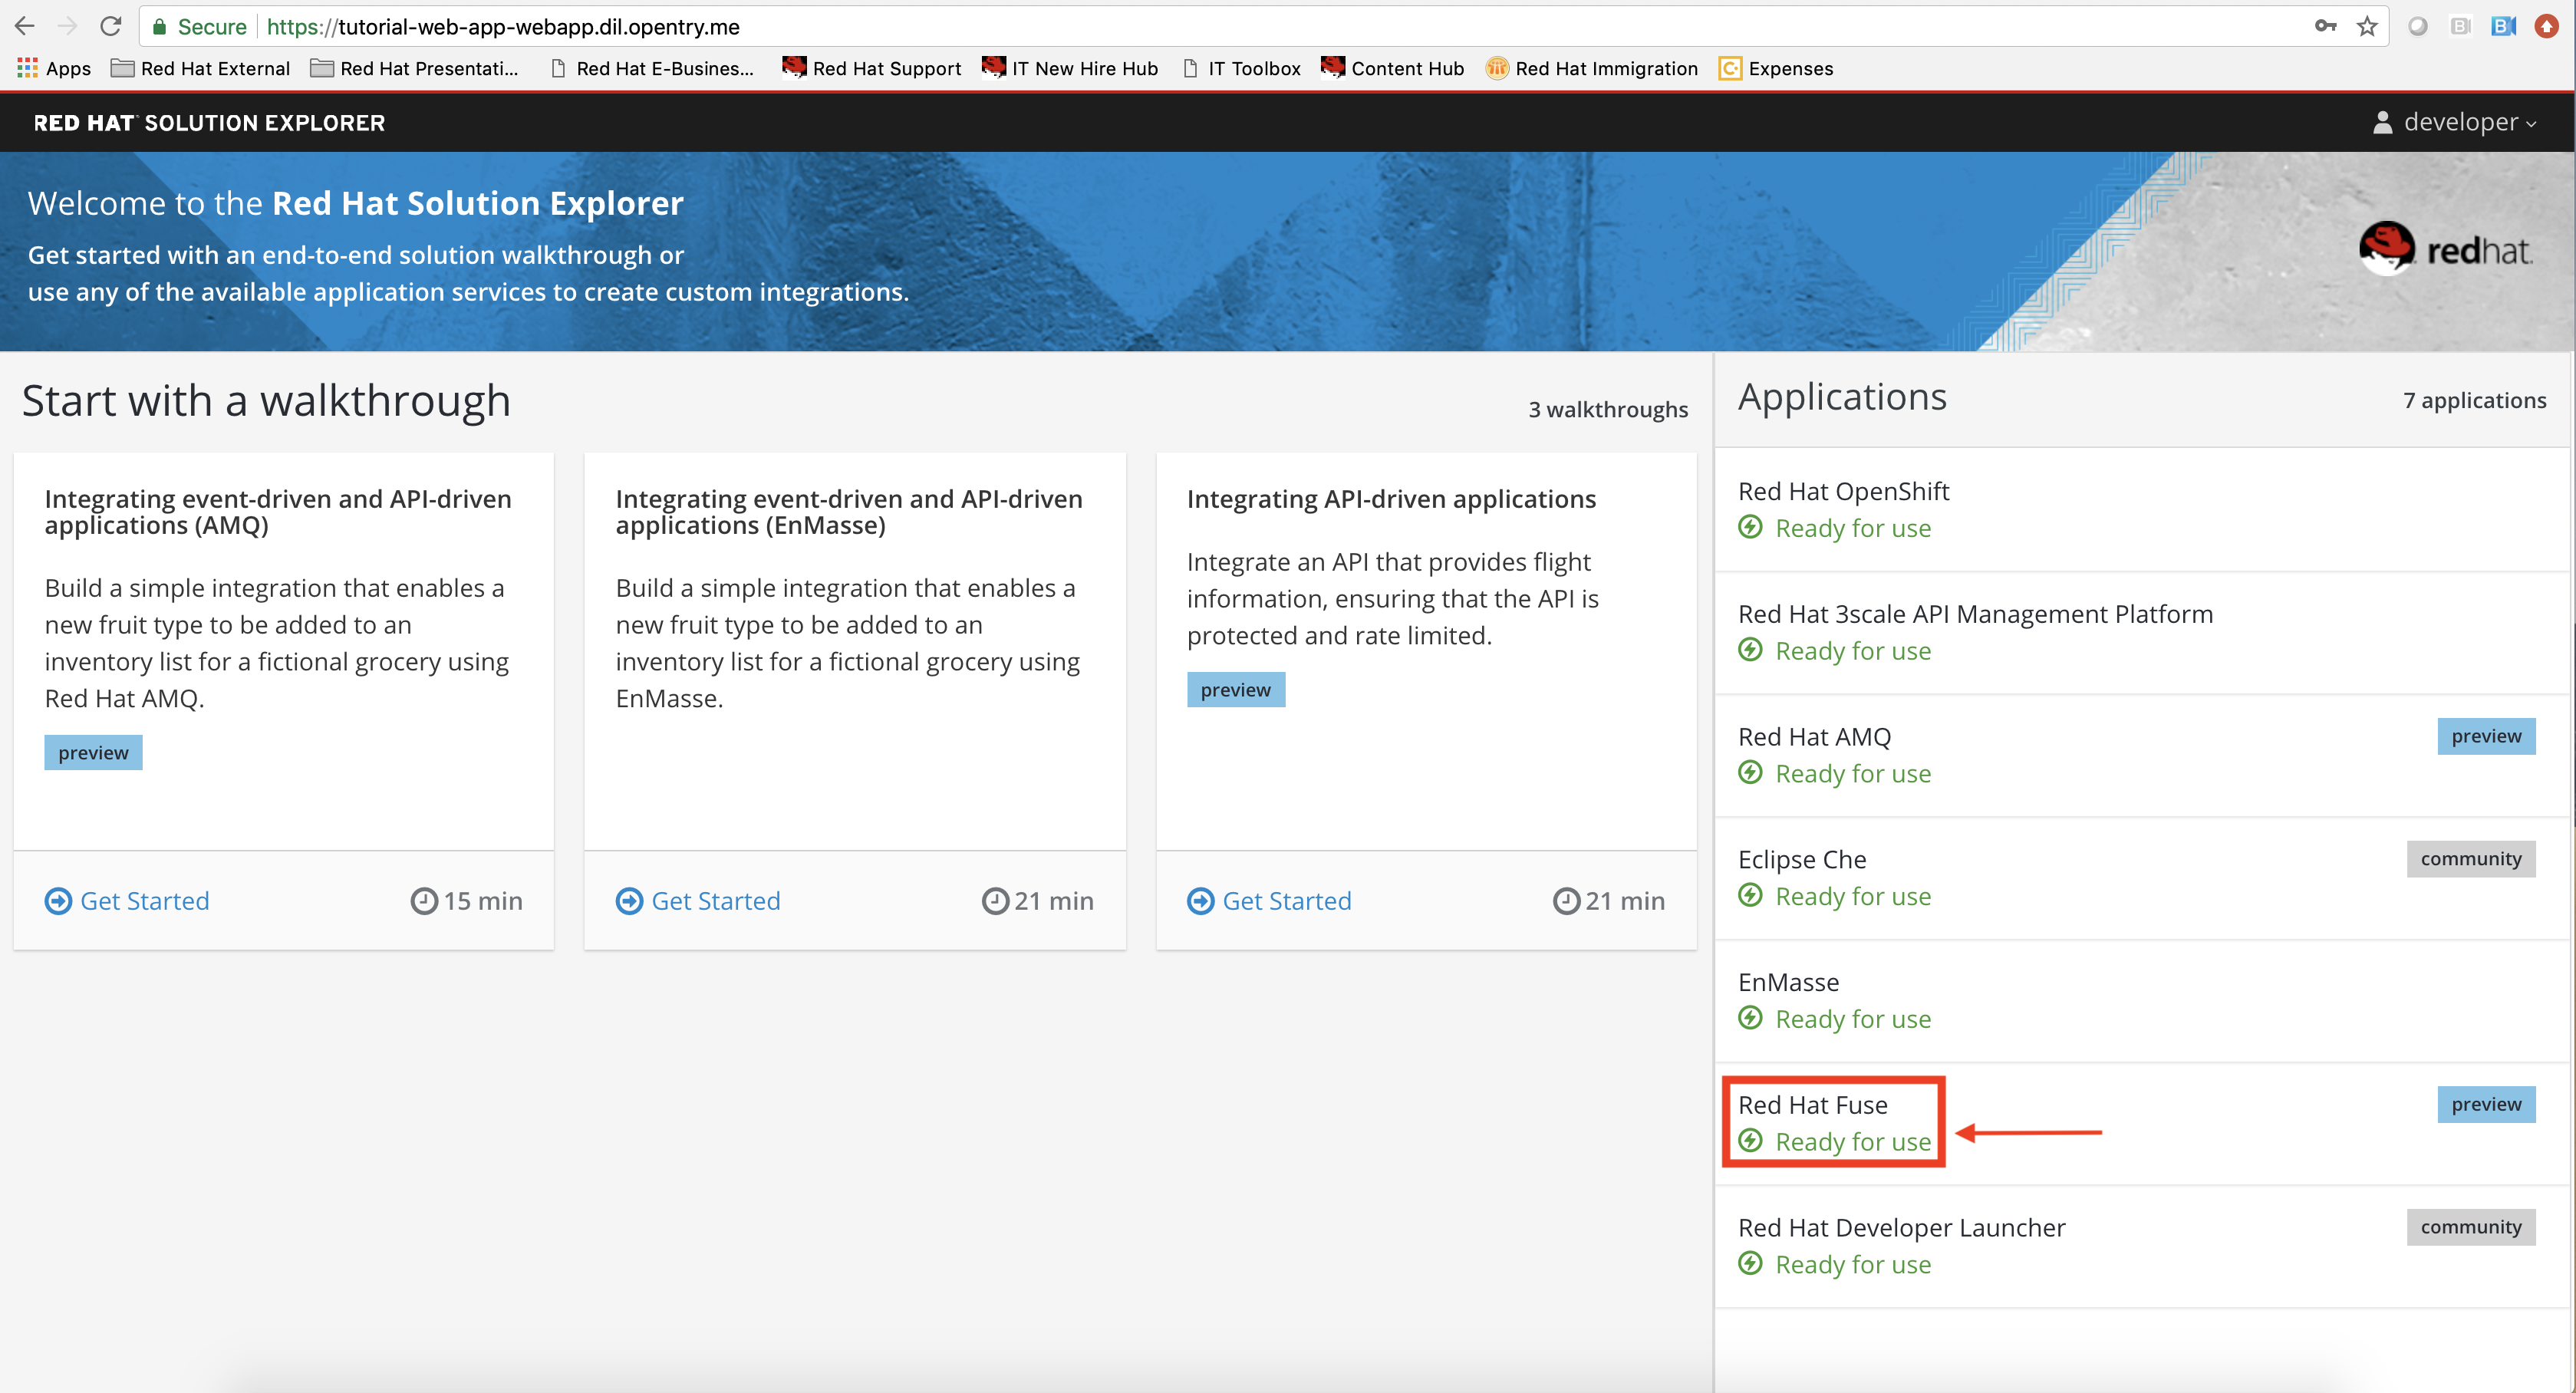 Secure https://tutorial-web-app-webapp.dil.opentry.me
Apps Red Hat External Red Hat Presentati... Red Hat E-Busines... Red Hat Support IT New Hire Hub IT Toolbox Content Hub Red Hat Immigration Expenses
RED HAT SOLUTION EXPLORER
developer
Welcome to the Red Hat Solution Explorer
Get started with an end-to-end solution walkthrough or
use any of the available application services to create custom integrations.
redhat.
Start with a walkthrough
3 walkthroughs
Integrating event-driven and API-driven
applications (AMQ)
Build a simple integration that enables a
new fruit type to be added to an
inventory list for a fictional grocery using
Red Hat AMQ.
preview
Get Started 15 min
Integrating event-driven and API-driven
applications (EnMasse)
Build a simple integration that enables a
new fruit type to be added to an
inventory list for a fictional grocery using
EnMasse.
Get Started 21 min
Integrating API-driven applications
Integrate an API that provides flight
information, ensuring that the API is
protected and rate limited.
preview
Get Started 21 min
Applications
7 applications
Red Hat OpenShift
Ready for use
Red Hat 3scale API Management Platform
Ready for use
Red Hat AMQ
preview
Ready for use
Eclipse Che
community
Ready for use
EnMasse
Ready for use
Red Hat Fuse
preview
Ready for use
Red Hat Developer Launcher
community
Ready for use